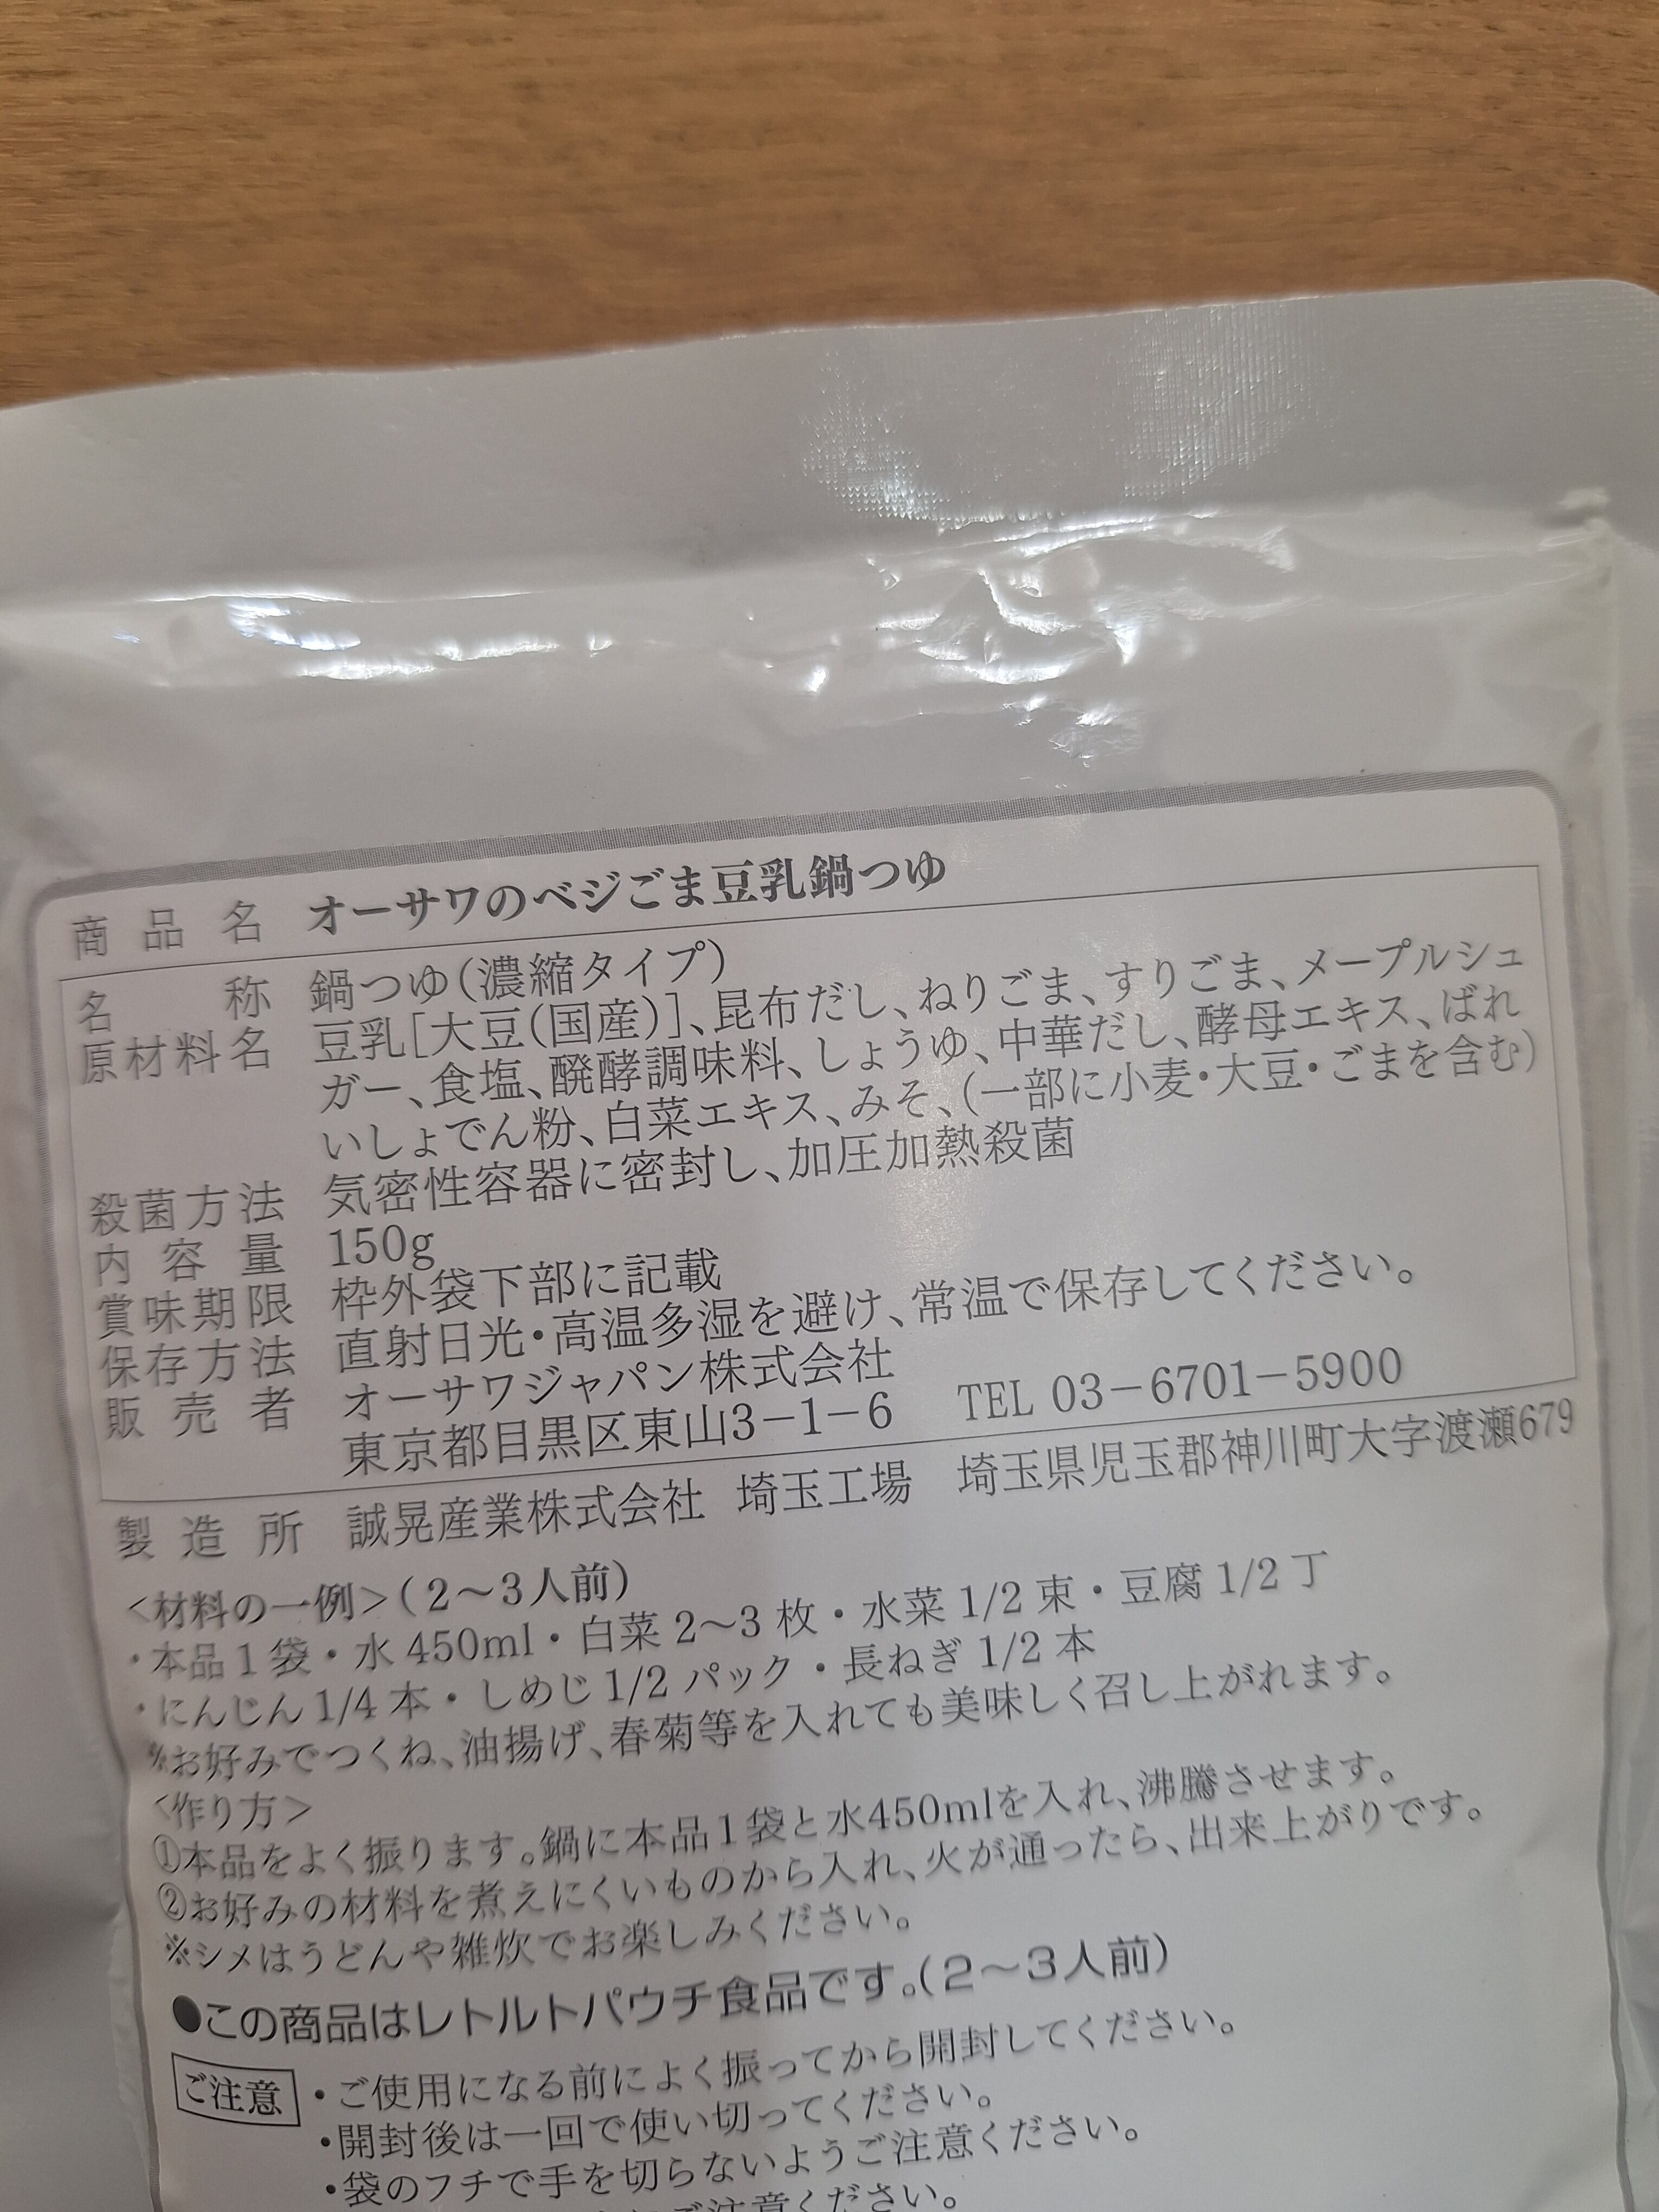 商品名 オーサワのベジごま豆乳鍋つゆ
名称 鍋つゆ(濃縮タイプ)
原材料名 豆乳[大豆(国産)]、昆布だし、ねりごま、すりごま、メープルシュ
ガー、食塩、醗酵調味料、しょうゆ、中華だし、酵母エキス、ばれ
いしょでん粉、白菜エキス、みそ、(一部に小麦・大豆・ごまを含む)
殺菌方法 気密性容器に密封し、加圧加熱殺菌
内容量 150g
賞味期限 枠外袋下部に記載
保存方法 直射日光・高温多湿を避け、常温で保存してください。
販売者 オーサワジャパン株式会社
東京都目黒区東山3−1−6 TEL 03−6701−5900
製造所 誠晃産業株式会社 埼玉工場 埼玉県児玉郡神川町大字渡瀬679
<材料の一例>(2〜3人前)
・本品1袋・水450ml・白菜2〜3枚・水菜1/2束・豆腐1/2丁
・にんじん1/4本・しめじ1/2パック・長ねぎ1/2本
※お好みでつくね、油揚げ、春菊等を入れても美味しく召し上がれます。
<作り方>
①本品をよく振ります。鍋に本品1袋と水450mlを入れ、沸騰させます。
②お好みの材料を煮えにくいものから入れ、火が通ったら、出来上がりです。
※シメはうどんや雑炊でお楽しみください。
●この商品はレトルトパウチ食品です。(2〜3人前)
ご注意 ・ご使用になる前によく振ってから開封してください。
・開封後は一回で使い切ってください。
・袋のフチで手を切らないようご注意ください。
ご注意ください。